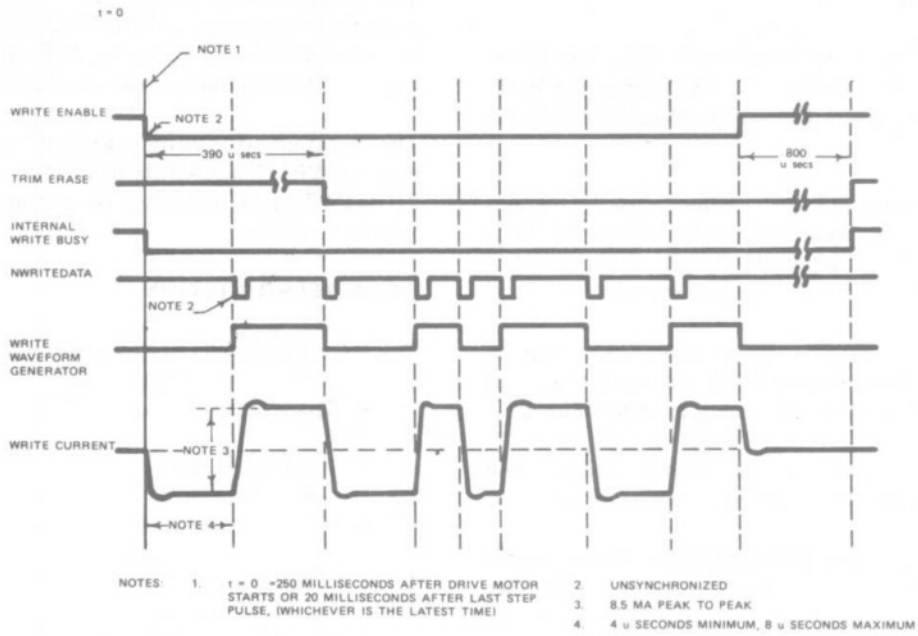 t = 0
NOTE 1
WRITE ENABLE
NOTE 2
390 u secs
800
u secs
TRIM ERASE
INTERNAL
WRITE BUSY
NWRITEDATA
NOTE 2
WRITE
WAVEFORM
GENERATOR
WRITE CURRENT
NOTE 3
NOTE 4
NOTES: 1. t = 0 =250 MILLISECONDS AFTER DRIVE MOTOR
STARTS OR 20 MILLISECONDS AFTER LAST STEP
PULSE, (WHICHEVER IS THE LATEST TIME)
2. UNSYNCHRONIZED
3. 8.5 MA PEAK TO PEAK
4. 4 u SECONDS MINIMUM, 8 u SECONDS MAXIMUM